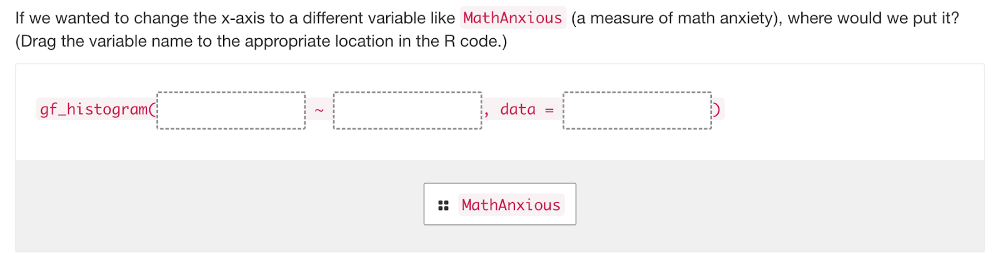 If we wanted to change the x-axis to a different variable like MathAnxious (a measure of math anxiety), where would we put it?
(Drag the variable name to the appropriate location in the R code.)
gf_histogram( ~ , data = )
MathAnxious